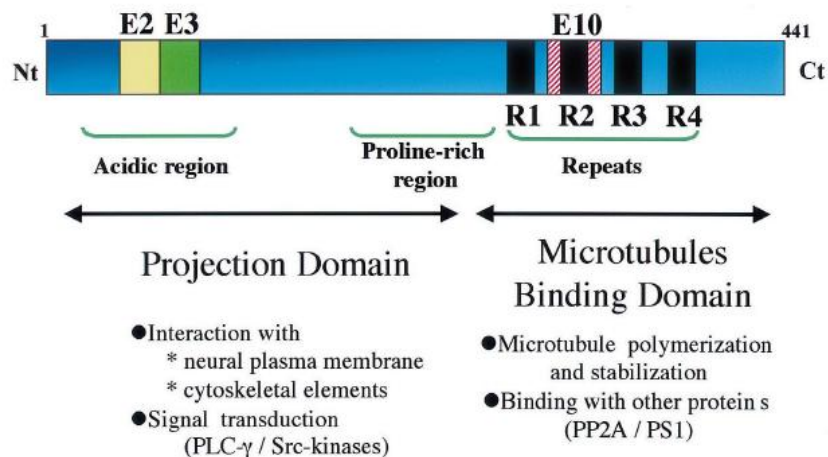 1 E2 E3 E10 441
Nt Ct
R1 R2 R3 R4
Acidic region
Proline-rich
region
Repeats
Projection Domain
Microtubules
Binding Domain
●Interaction with
* neural plasma membrane
* cytoskeletal elements
●Signal transduction
(PLC-γ / Src-kinases)
●Microtubule polymerization
and stabilization
●Binding with other protein s
(PP2A / PS1)